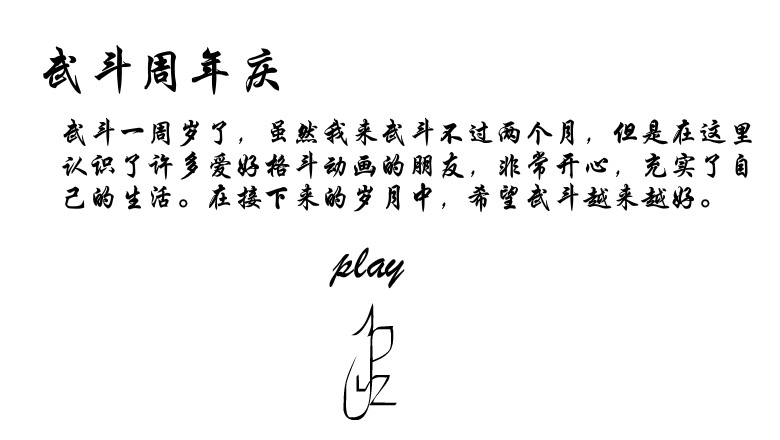 武斗周年庆
武斗一周岁了，虽然我来武斗不过两个月，但是在这里
认识了许多爱好格斗动画的朋友，非常开心，充实了自
己的生活。在接下来的岁月中，希望武斗越来越好。
play